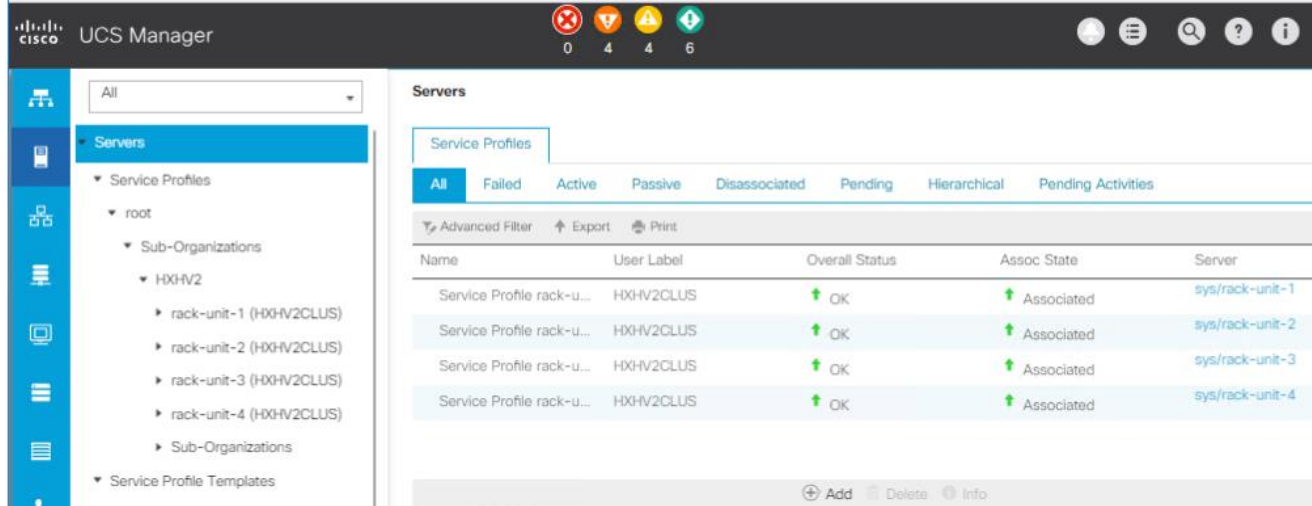 cisco UCS Manager
0 4 4 6
All
Servers
Service Profiles
root
Sub-Organizations
HXHV2
rack-unit-1 (HXHV2CLUS)
rack-unit-2 (HXHV2CLUS)
rack-unit-3 (HXHV2CLUS)
rack-unit-4 (HXHV2CLUS)
Sub-Organizations
Service Profile Templates
Servers
Service Profiles
All Failed Active Passive Disassociated Pending Hierarchical Pending Activities
Advanced Filter Export Print
Name User Label Overall Status Assoc State Server
Service Profile rack-u... HXHV2CLUS OK Associated sys/rack-unit-1
Service Profile rack-u... HXHV2CLUS OK Associated sys/rack-unit-2
Service Profile rack-u... HXHV2CLUS OK Associated sys/rack-unit-3
Service Profile rack-u... HXHV2CLUS OK Associated sys/rack-unit-4
Add Delete Info